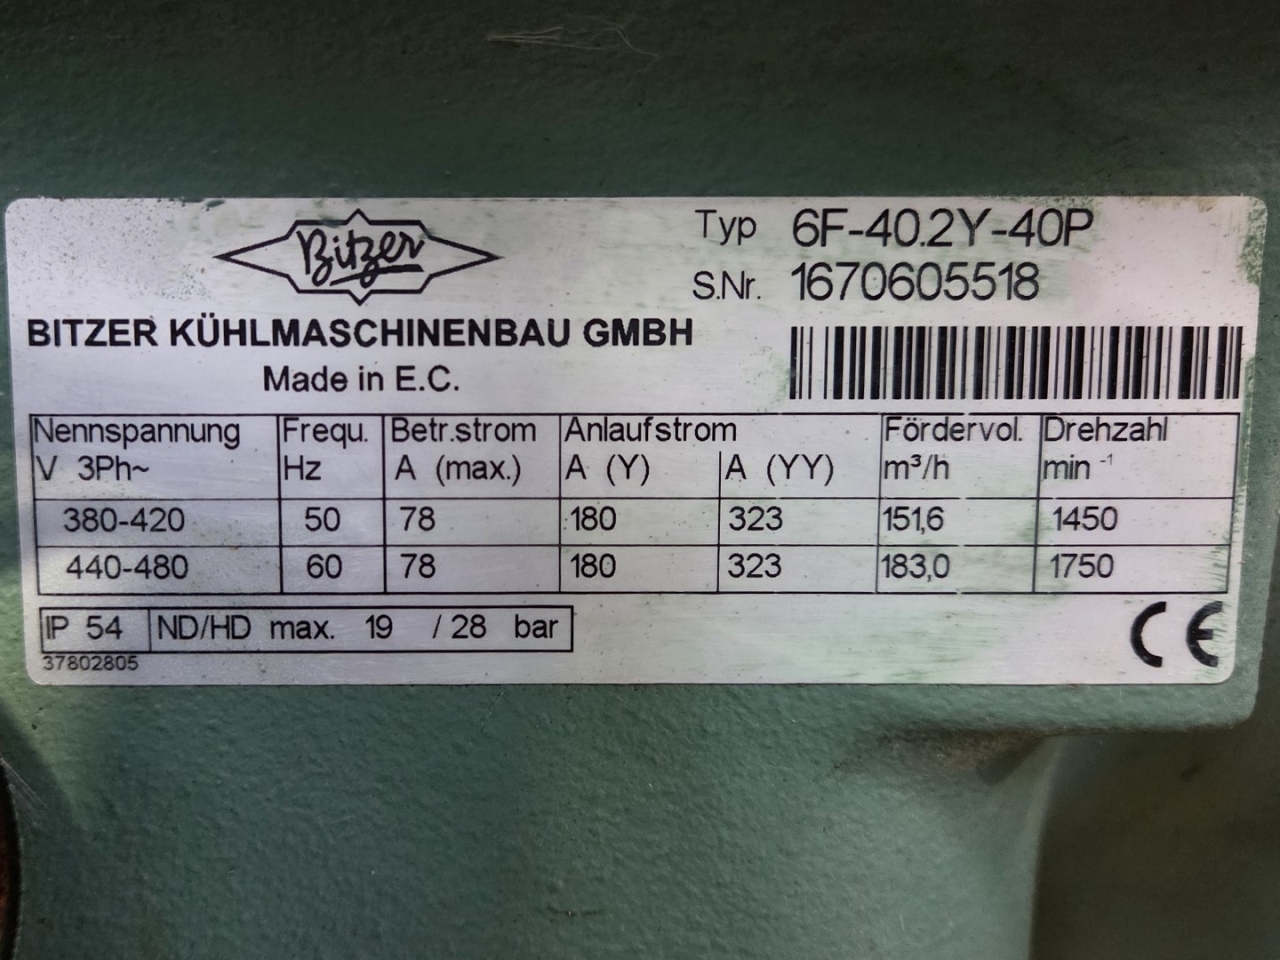 Bitzer
Typ 6F-40.2Y-40P
S.Nr. 1670605518
BITZER KÜHLMASCHINENBAU GMBH
Made in E.C.
Nennspannung Frequ. Betr.strom Anlaufstrom Fördervol. Drehzahl
V 3Ph~ Hz A (max.) A (Y) A (YY) m³/h min -1
380-420 50 78 180 323 151,6 1450
440-480 60 78 180 323 183,0 1750
IP 54 ND/HD max. 19 / 28 bar
37802805
CE